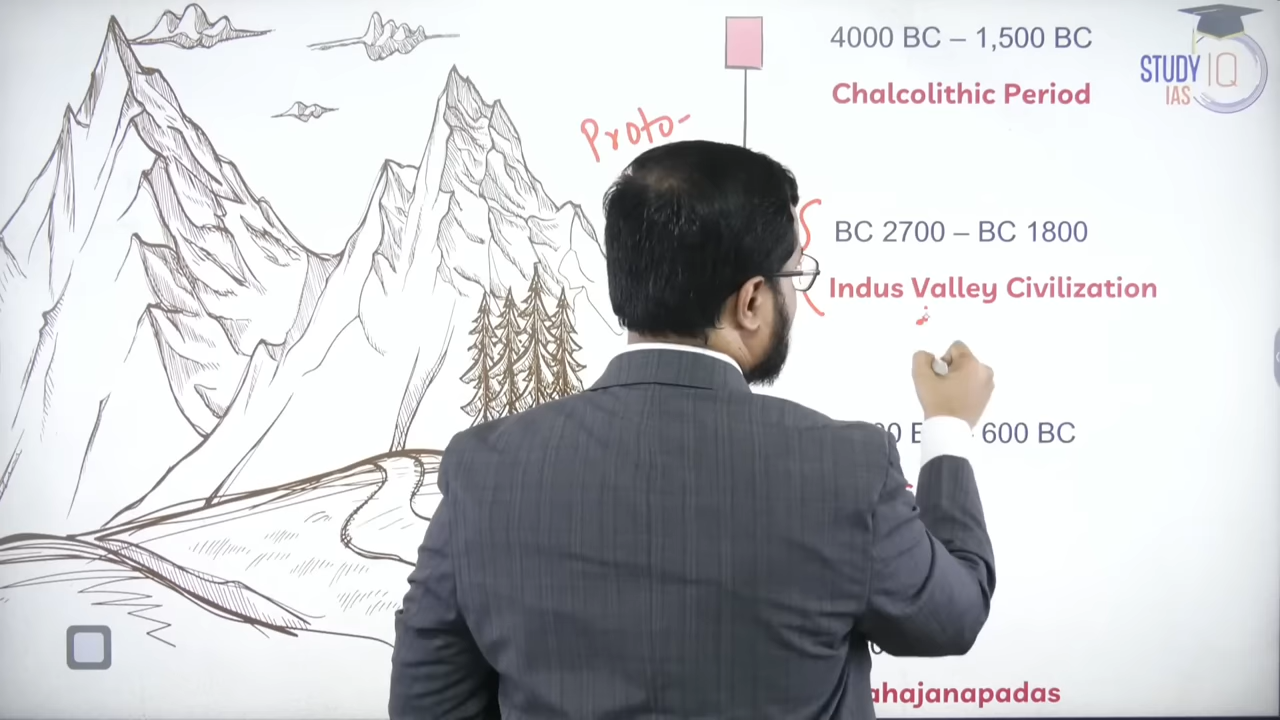 4000 BC – 1,500 BC
STUDY IQ
IAS
Chalcolithic Period
Proto-
BC 2700 – BC 1800
Indus Valley Civilization
600 BC